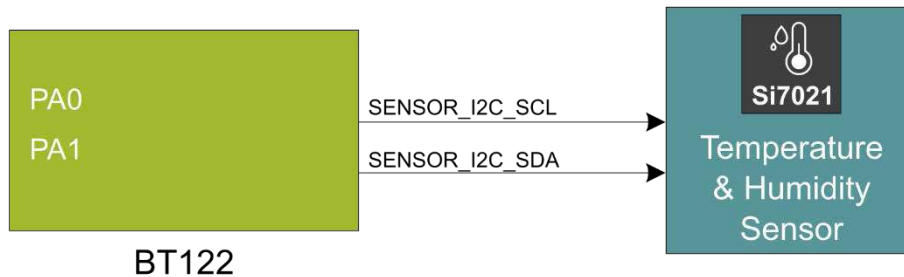 PA0
PA1
BT122
SENSOR_I2C_SCL
SENSOR_I2C_SDA
Si7021
Temperature
& Humidity
Sensor